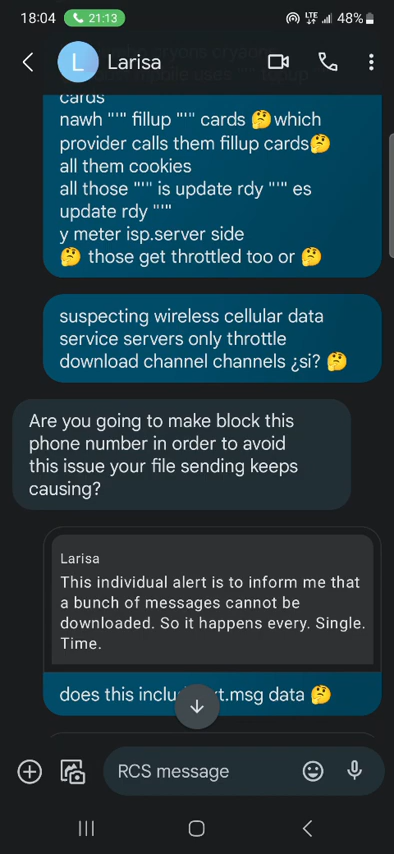 18:04 21:13 LTE 48%
L Larisa
cards
nawh "'" fillup "'" cards 🤔which
provider calls them fillup cards🤔
all them cookies
all those "'" is update rdy "'" es
update rdy "'"
y meter isp.server side
🤔 those get throttled too or 🤔
suspecting wireless cellular data
service servers only throttle
download channel channels ¿si? 🤔
Are you going to make block this
phone number in order to avoid
this issue your file sending keeps
causing?
Larisa
This individual alert is to inform me that
a bunch of messages cannot be
downloaded. So it happens every. Single.
Time.
does this xt.msg data 🤔
RCS message